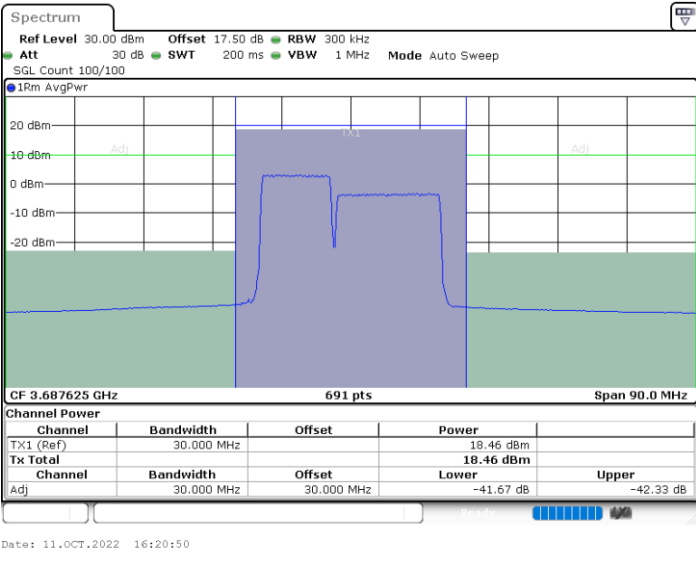 Spectrum
Ref Level 30.00 dBm Offset 17.50 dB RBW 300 kHz
Att 30 dB SWT 200 ms VBW 1 MHz Mode Auto Sweep
SGL Count 100/100
1Rm AvgPwr
20 dBm
TX1
Adj Adj
10 dBm
0 dBm
-10 dBm
-20 dBm
CF 3.687625 GHz 691 pts Span 90.0 MHz
Channel Power
Channel Bandwidth Offset Power
TX1 (Ref) 30.000 MHz 18.46 dBm
Tx Total 18.46 dBm
Channel Bandwidth Offset Lower Upper
Adj 30.000 MHz 30.000 MHz -41.67 dB -42.33 dB
Ready
Date: 11.OCT.2022 16:20:50